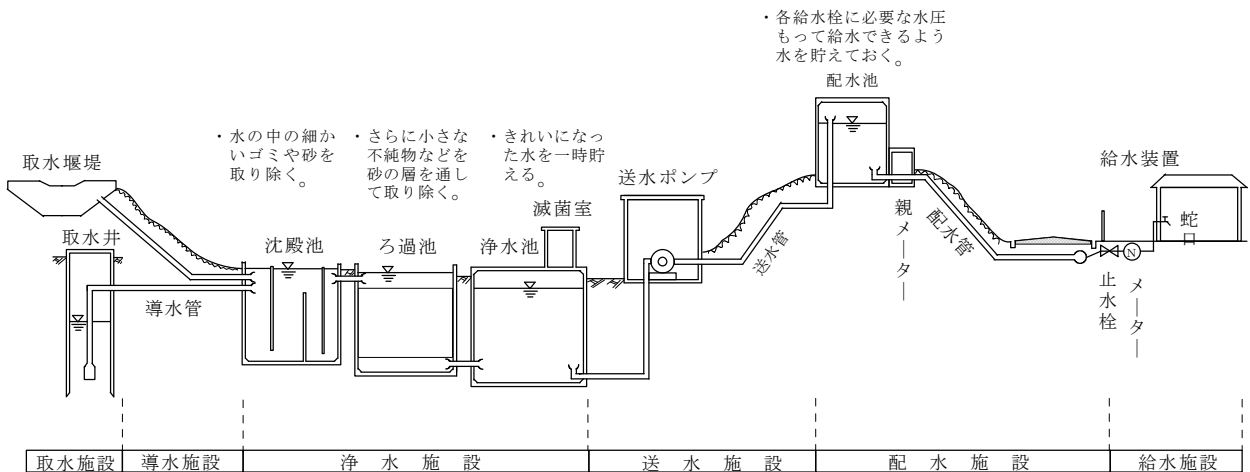 ・各給水栓に必要な水圧
もって給水できるよう
水を貯えておく。
配水池
・水の中の細か
いゴミや砂を
取り除く。
・さらに小さな
不純物などを
砂の層を通し
て取り除く。
・きれいになっ
た水を一時貯
える。
取水堰堤
滅菌室
送水ポンプ
給水装置
取水井
沈殿池
ろ過池
浄水池
導水管
送水管
親メーター
配水管
蛇口
止水栓
メーター
N
取水施設
導水施設
浄水施設
送水施設
配水施設
給水施設